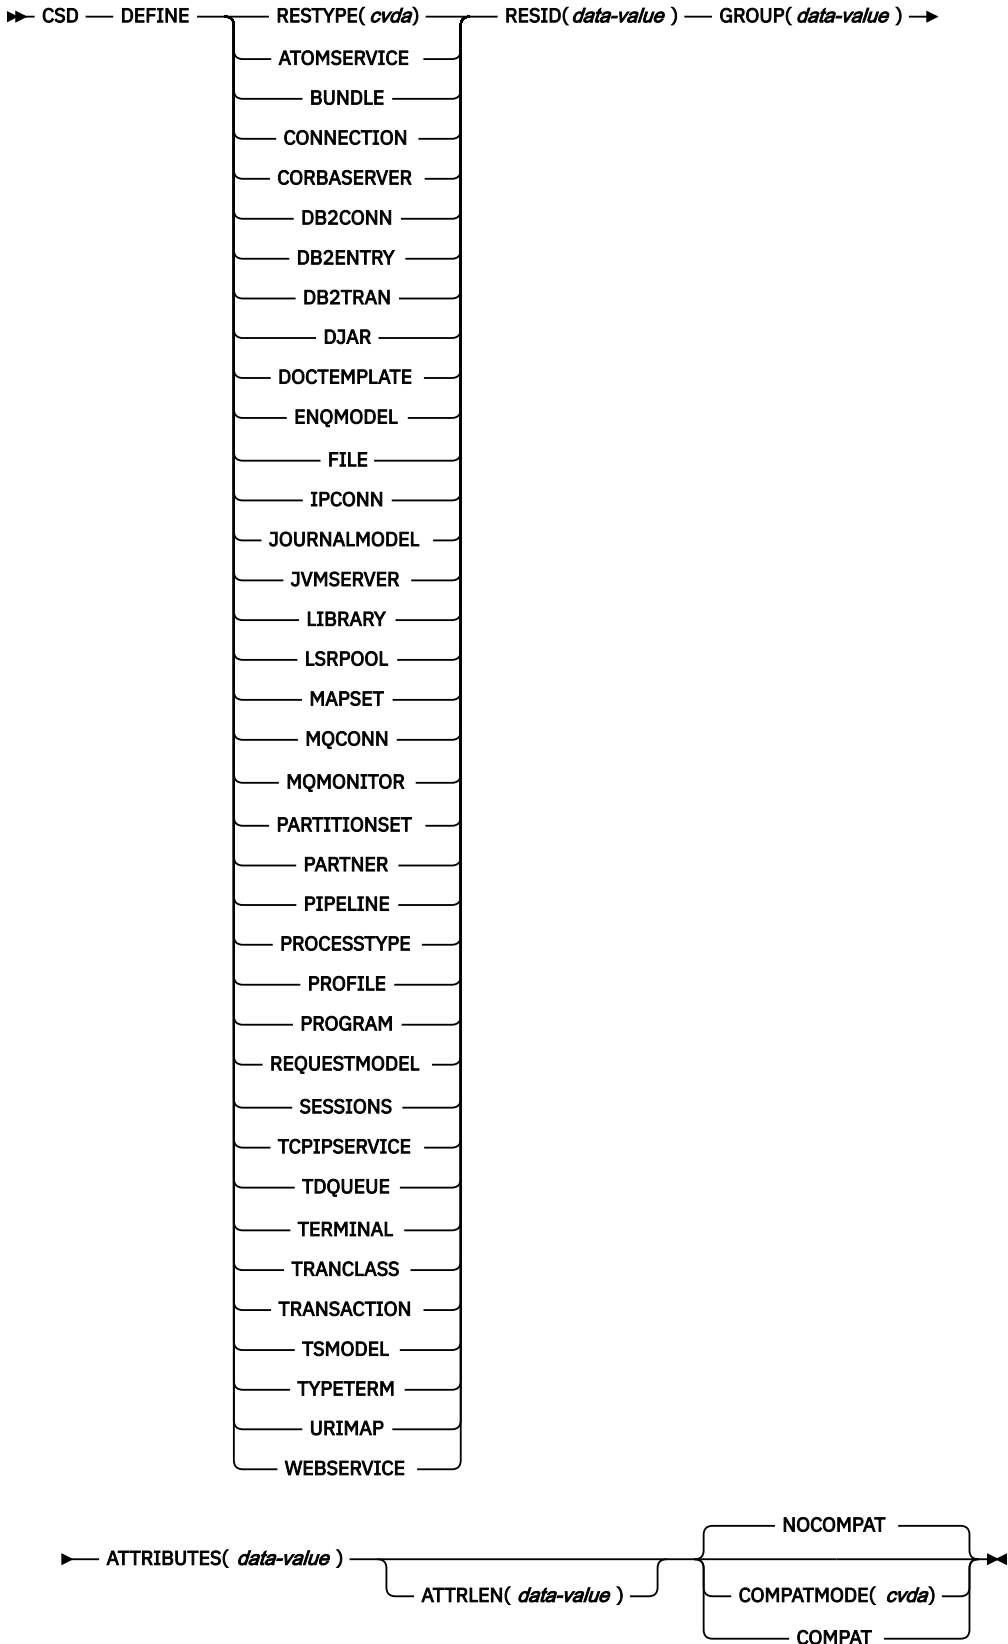 CSD DEFINE RESTYPE( cvda) RESID( data-value ) GROUP( data-value )
ATOMSERVICE
BUNDLE
CONNECTION
CORBASERVER
DB2CONN
DB2ENTRY
DB2TRAN
DJAR
DOCTEMPLATE
ENQMODEL
FILE
IPCONN
JOURNALMODEL
JVMSERVER
LIBRARY
LSRPOOL
MAPSET
MQCONN
MQMONITOR
PARTITIONSET
PARTNER
PIPELINE
PROCESSTYPE
PROFILE
PROGRAM
REQUESTMODEL
SESSIONS
TCPIPSERVICE
TDQUEUE
TERMINAL
TRANCLASS
TRANSACTION
TSMODEL
TYPETERM
URIMAP
WEBSERVICE
NOCOMPAT
ATTRIBUTES( data-value )
ATTRLEN( data-value ) COMPATMODE( cvda)
COMPAT